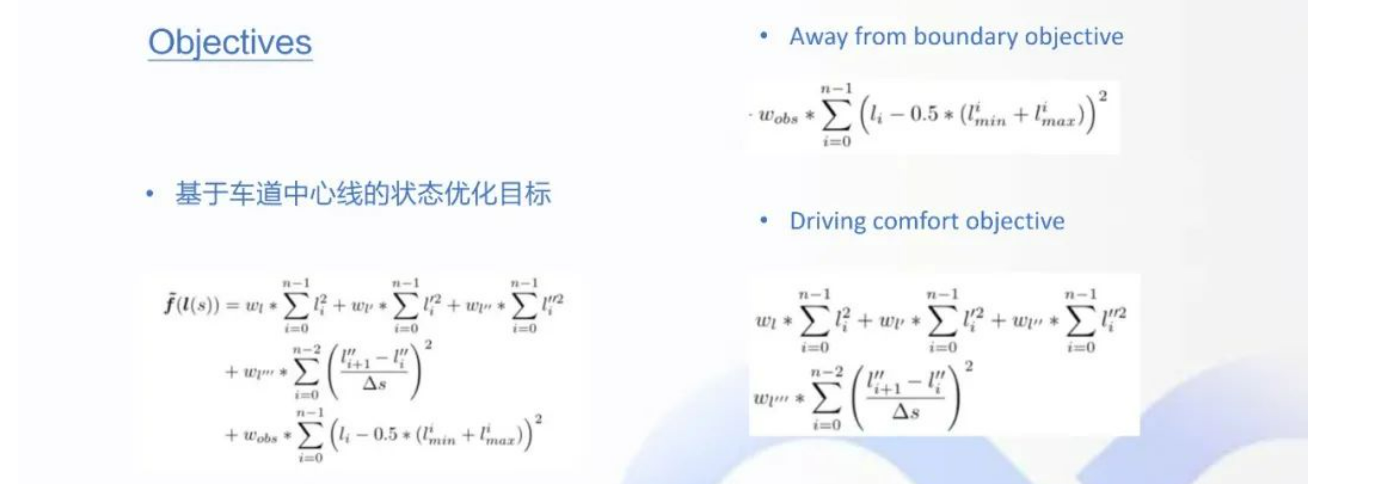 Objectives
• 基于车道中心线的状态优化目标
$\tilde{f}(l(s)) = w_l * \sum_{i=0}^{n-1} l_i^2 + w_{l'} * \sum_{i=0}^{n-1} l_i'^2 + w_{l''} * \sum_{i=0}^{n-1} l_i''^2$
$+ w_{l'''} * \sum_{i=0}^{n-2} \left( \frac{l_{i+1}'' - l_i''}{\Delta s} \right)^2$
$+ w_{obs} * \sum_{i=0}^{n-1} \left( l_i - 0.5 * (l_{min}^i + l_{max}^i) \right)^2$
• Away from boundary objective
$\cdot w_{obs} * \sum_{i=0}^{n-1} \left( l_i - 0.5 * (l_{min}^i + l_{max}^i) \right)^2$
• Driving comfort objective
$w_l * \sum_{i=0}^{n-1} l_i^2 + w_{l'} * \sum_{i=0}^{n-1} l_i'^2 + w_{l''} * \sum_{i=0}^{n-1} l_i''^2$
$w_{l'''} * \sum_{i=0}^{n-2} \left( \frac{l_{i+1}'' - l_i''}{\Delta s} \right)^2$